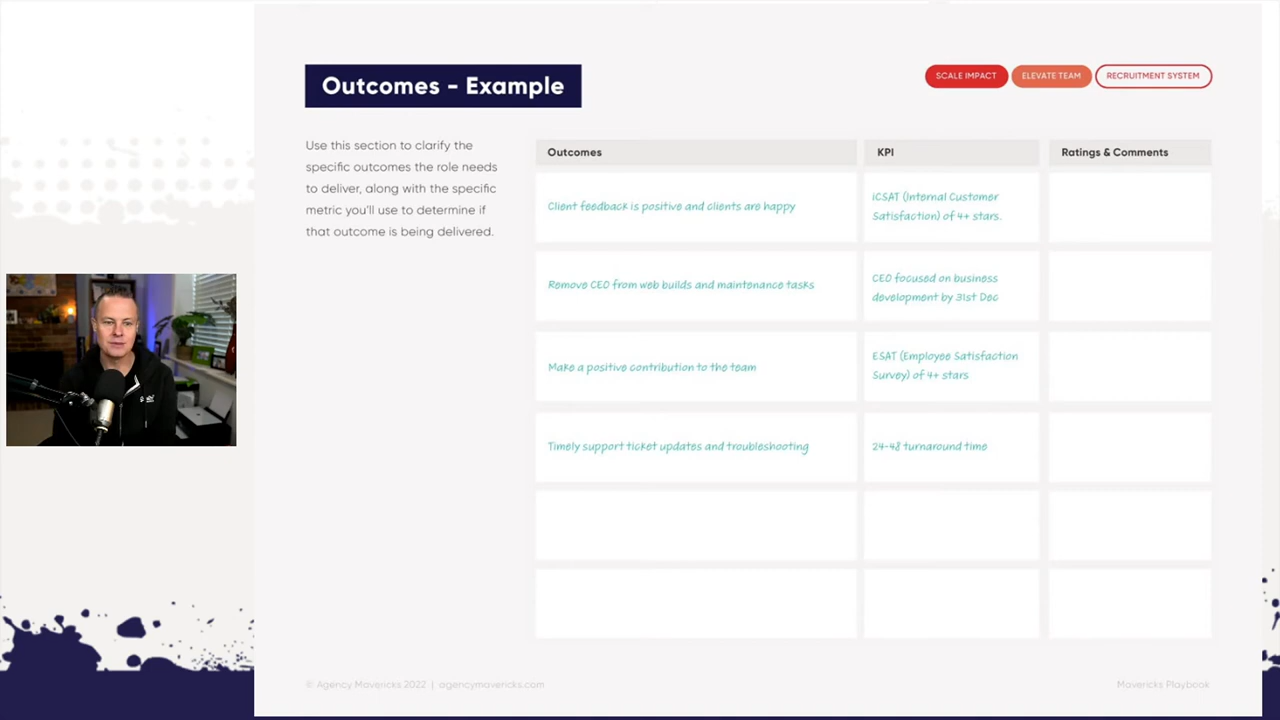 Outcomes - Example
SCALE IMPACT
ELEVATE TEAM
RECRUITMENT SYSTEM
Use this section to clarify the
specific outcomes the role needs
to deliver, along with the specific
metric you'll use to determine if
that outcome is being delivered.
Outcomes
KPI
Ratings & Comments
Client feedback is positive and clients are happy
ICSAT (Internal Customer
Satisfaction) of 4+ stars.
Remove CEO from web builds and maintenance tasks
CEO focused on business
development by 31st Dec
Make a positive contribution to the team
ESAT (Employee Satisfaction
Survey) of 4+ stars
Timely support ticket updates and troubleshooting
24-48 turnaround time
© Agency Mavericks 2022 | agencymavericks.com
Mavericks Playbook